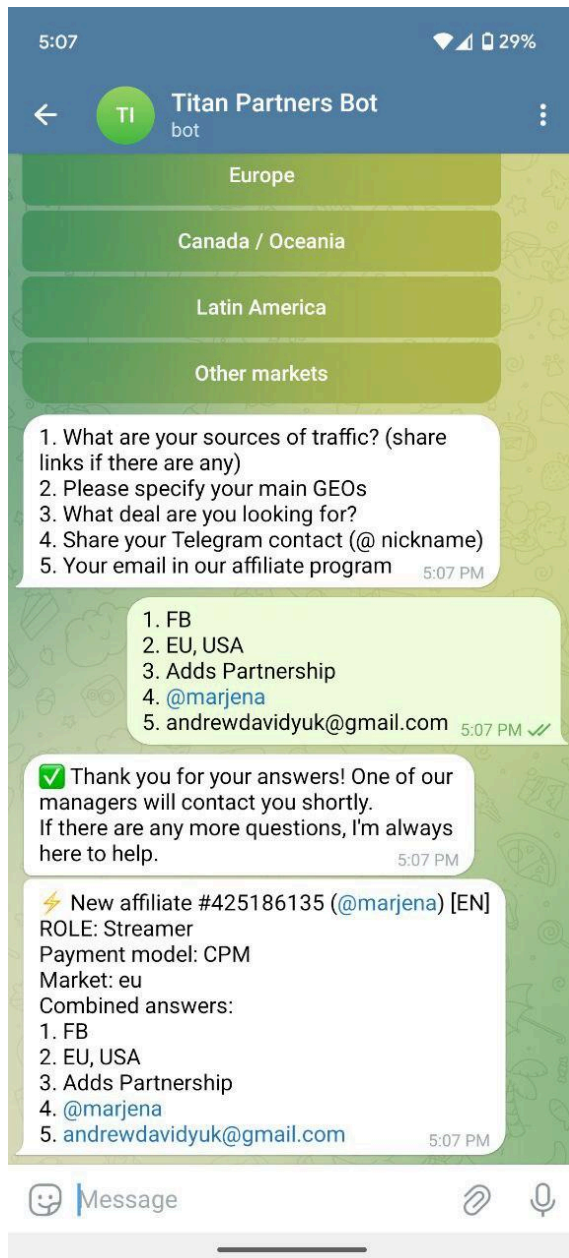 5:07
29%
TI
Titan Partners Bot
bot
Europe
Canada / Oceania
Latin America
Other markets
1. What are your sources of traffic? (share
links if there are any)
2. Please specify your main GEOs
3. What deal are you looking for?
4. Share your Telegram contact (@ nickname)
5. Your email in our affiliate program
5:07 PM
1. FB
2. EU, USA
3. Adds Partnership
4. @marjena
5. andrewdavidyuk@gmail.com
5:07 PM
✅ Thank you for your answers! One of our
managers will contact you shortly.
If there are any more questions, I'm always
here to help.
5:07 PM
⚡ New affiliate #425186135 (@marjena) [EN]
ROLE: Streamer
Payment model: CPM
Market: eu
Combined answers:
1. FB
2. EU, USA
3. Adds Partnership
4. @marjena
5. andrewdavidyuk@gmail.com
5:07 PM
Message